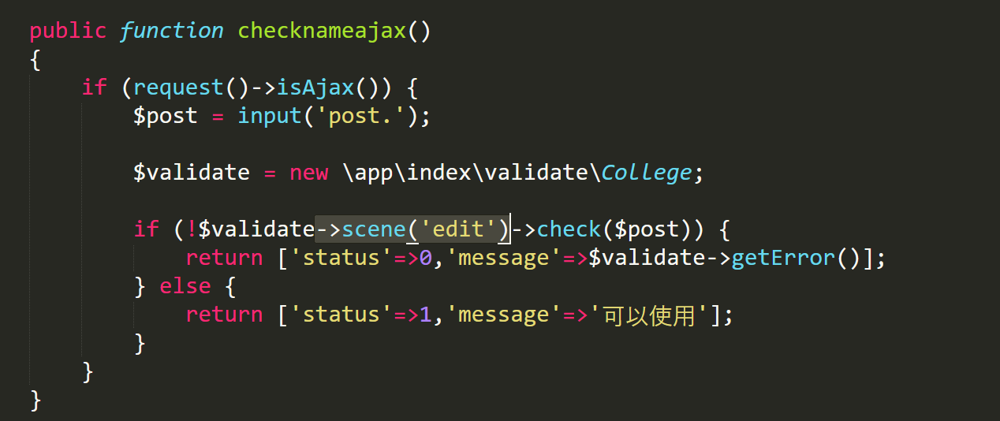 public function checknameajax()
{
    if (request()->isAjax()) {
        $post = input('post.');
        $validate = new \app\index\validate\College;
        if (!$validate->scene('edit')->check($post)) {
            return ['status'=>0,'message'=>$validate->getError()];
        } else {
            return ['status'=>1,'message'=>'可以使用'];
        }
    }
}